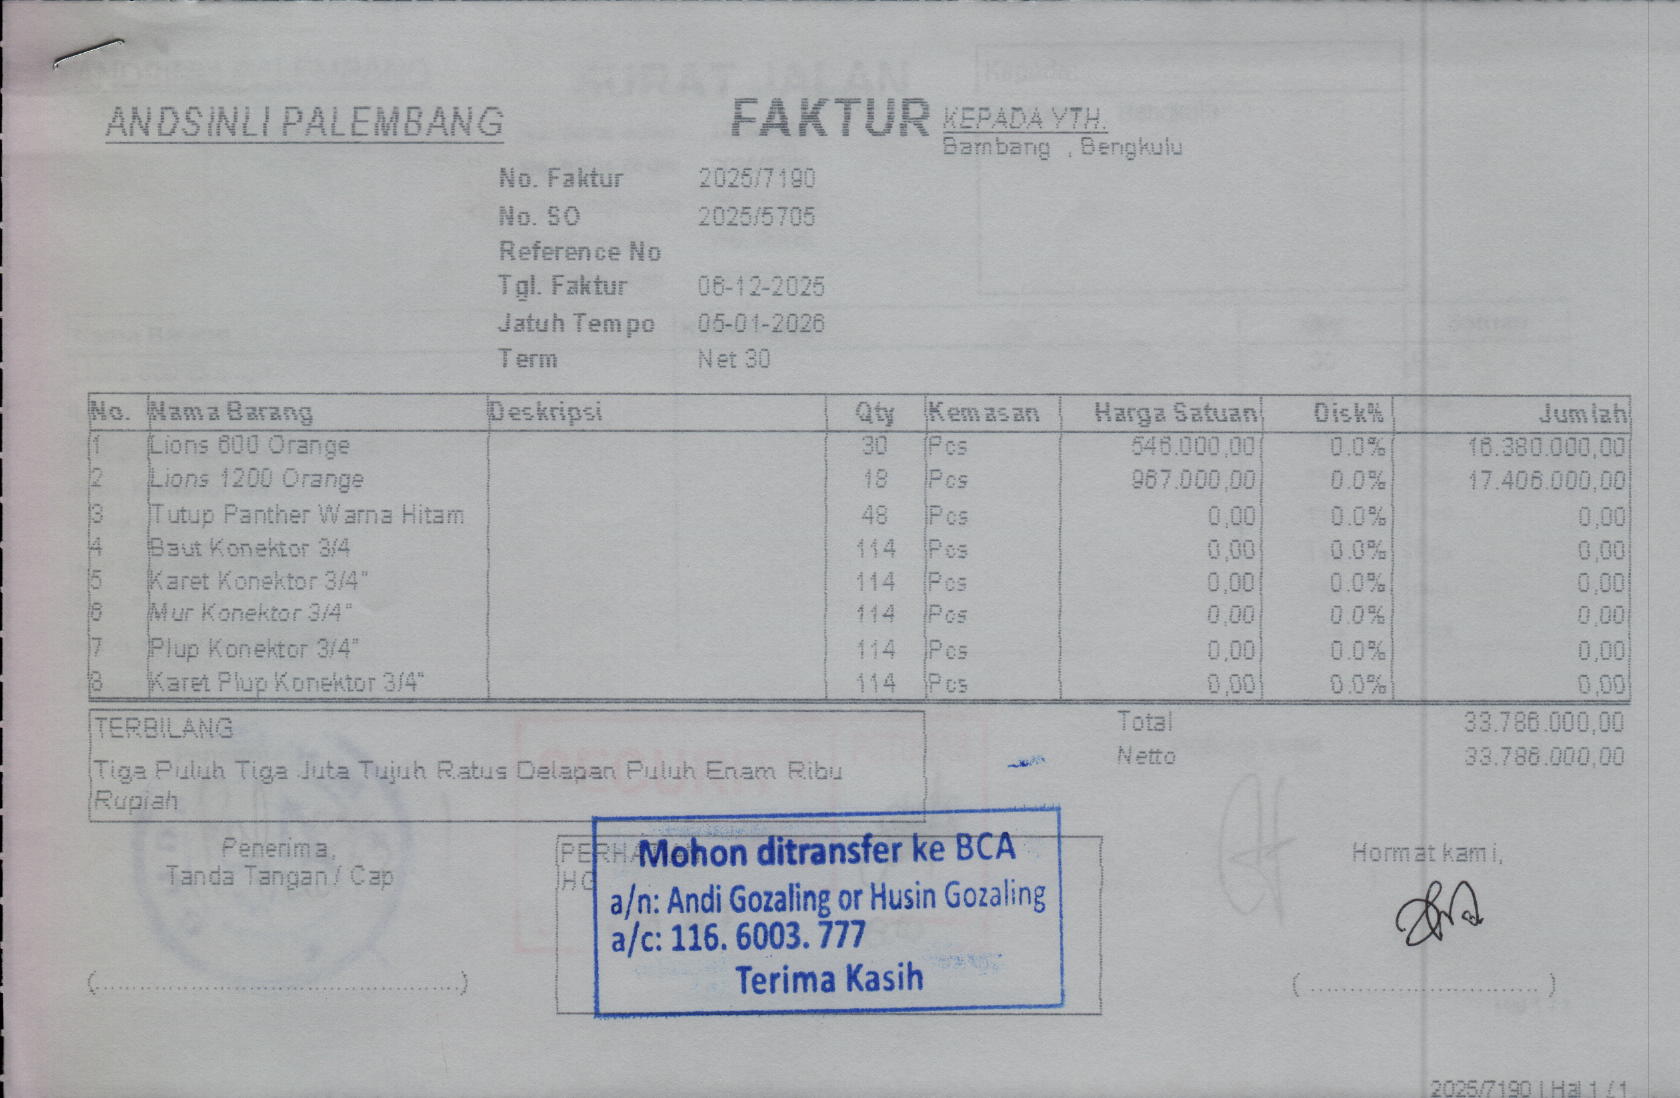 ANDSINLI PALEMBANG
FAKTUR
KEPADA YTH.
Bambang , Bengkulu
No. Faktur 2025/7190
No. SO 2025/5705
Reference No
Tgl. Faktur 06-12-2025
Jatuh Tempo 05-01-2026
Term Net 30
No. Nama Barang Deskripsi Qty Kemasan Harga Satuan Disk% Jumlah
1 Lions 600 Orange 30 Pcs 546.000,00 0.0% 16.380.000,00
2 Lions 1200 Orange 18 Pcs 967.000,00 0.0% 17.406.000,00
3 Tutup Panther Warna Hitam 48 Pcs 0,00 0.0% 0,00
4 Baut Konektor 3/4 114 Pcs 0,00 0.0% 0,00
5 Karet Konektor 3/4" 114 Pcs 0,00 0.0% 0,00
6 Mur Konektor 3/4" 114 Pcs 0,00 0.0% 0,00
7 Plup Konektor 3/4" 114 Pcs 0,00 0.0% 0,00
8 Karet Plup Konektor 3/4" 114 Pcs 0,00 0.0% 0,00
TERBILANG
Tiga Puluh Tiga Juta Tujuh Ratus Delapan Puluh Enam Ribu
Rupiah
Total 33.786.000,00
Netto 33.786.000,00
Penerima,
Tanda Tangan / Cap
(..................................................)
Mohon ditransfer ke BCA
a/n: Andi Gozaling or Husin Gozaling
a/c: 116. 6003. 777
Terima Kasih
Hormat kami,
(................................)
2025/7190 | Hal 1 / 1